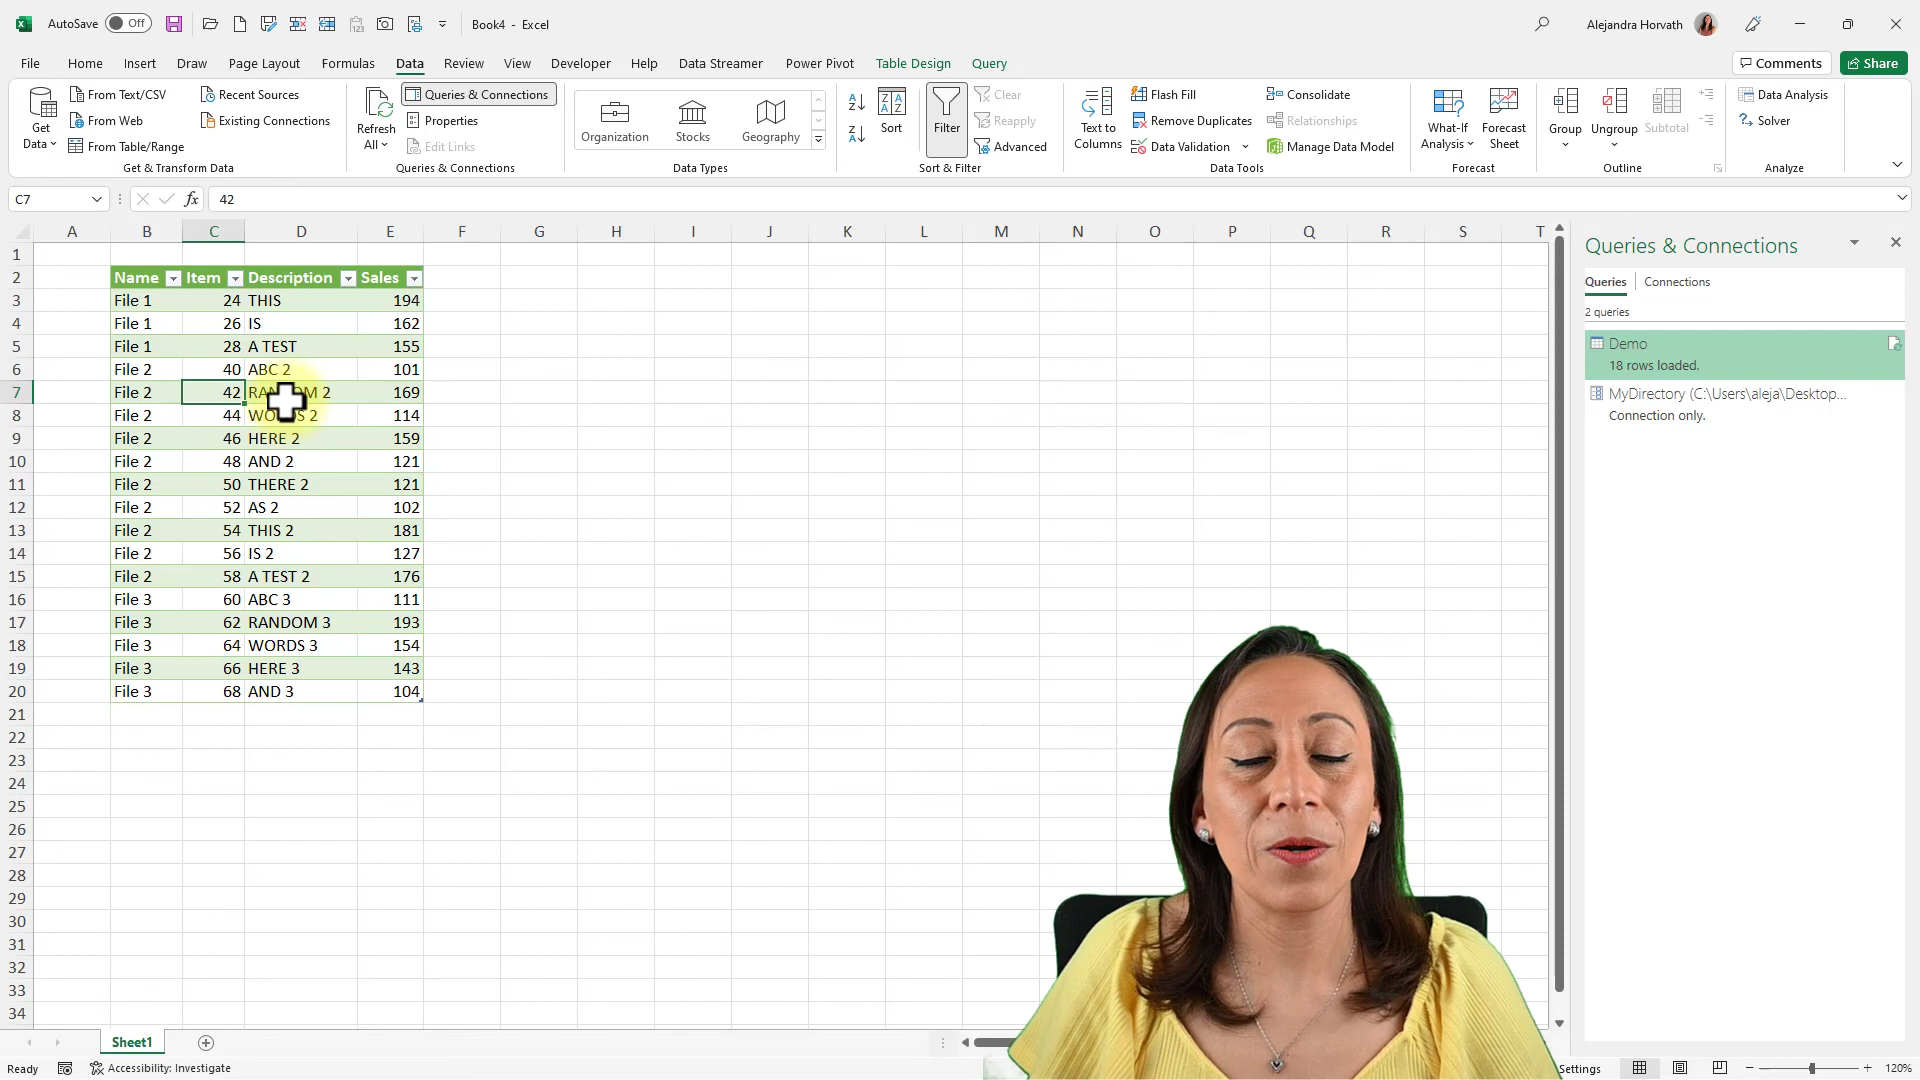 AutoSave Off Book4 - Excel Alejandra Horvath
File Home Insert Draw Page Layout Formulas Data Review View Developer Help Data Streamer Power Pivot Table Design Query Comments Share
Get Data
From Text/CSV
From Web
From Table/Range
Recent Sources
Existing Connections
Get & Transform Data
Refresh All
Queries & Connections
Properties
Edit Links
Queries & Connections
Organization Stocks Geography
Data Types
Sort
Filter
Clear
Reapply
Advanced
Sort & Filter
Text to Columns
Flash Fill
Remove Duplicates
Data Validation
Consolidate
Relationships
Manage Data Model
Data Tools
What-If Analysis
Forecast Sheet
Forecast
Group Ungroup Subtotal
Outline
Data Analysis
Solver
Analyze
C7 fx 42
A B C D E F G H I J K L M N O P Q R S T
1
2 Name Item Description Sales
3 File 1 24 THIS 194
4 File 1 26 IS 162
5 File 1 28 A TEST 155
6 File 2 40 ABC 2 101
7 File 2 42 RANDOM 2 169
8 File 2 44 WORDS 2 114
9 File 2 46 HERE 2 159
10 File 2 48 AND 2 121
11 File 2 50 THERE 2 121
12 File 2 52 AS 2 102
13 File 2 54 THIS 2 181
14 File 2 56 IS 2 127
15 File 2 58 A TEST 2 176
16 File 3 60 ABC 3 111
17 File 3 62 RANDOM 3 193
18 File 3 64 WORDS 3 154
19 File 3 66 HERE 3 143
20 File 3 68 AND 3 104
21
22
23
24
25
26
27
28
29
30
31
32
33
34
Queries & Connections
Queries Connections
2 queries
Demo
18 rows loaded.
MyDirectory (C:\Users\aleja\Desktop...
Connection only.
Sheet1
Ready Accessibility: Investigate Settings 120%